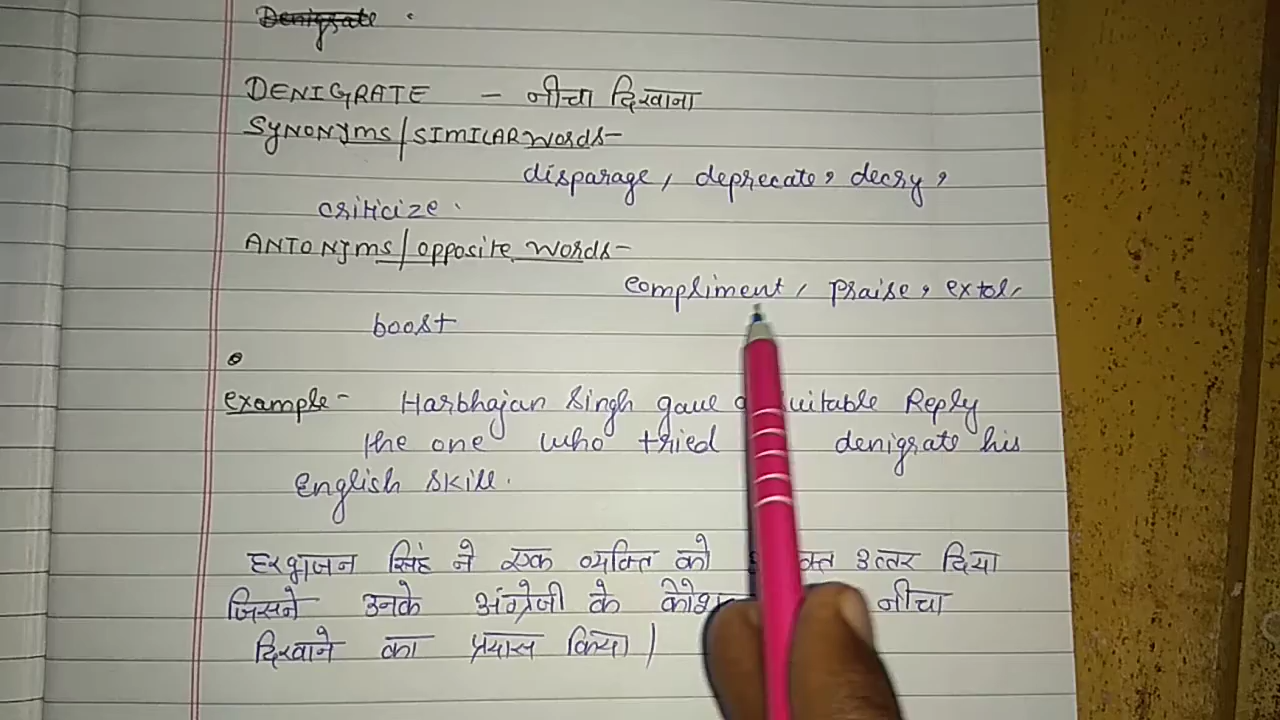 Denigrate
DENIGRATE - नीचा दिखाना
SYNONYMS/SIMILAR WORDS-
disparage, deprecate, decry,
criticize.
ANTONYMS/opposite words-
compliment, praise, extol,
boost
example- Harbhajan Singh gave Reply
the one who tried denigrate his
English skill.
हरभजन सिंह ने एक व्यक्ति को उत्तर दिया
जिसने उनके अंग्रेजी के नीचा
दिखाने का प्रयास किया।